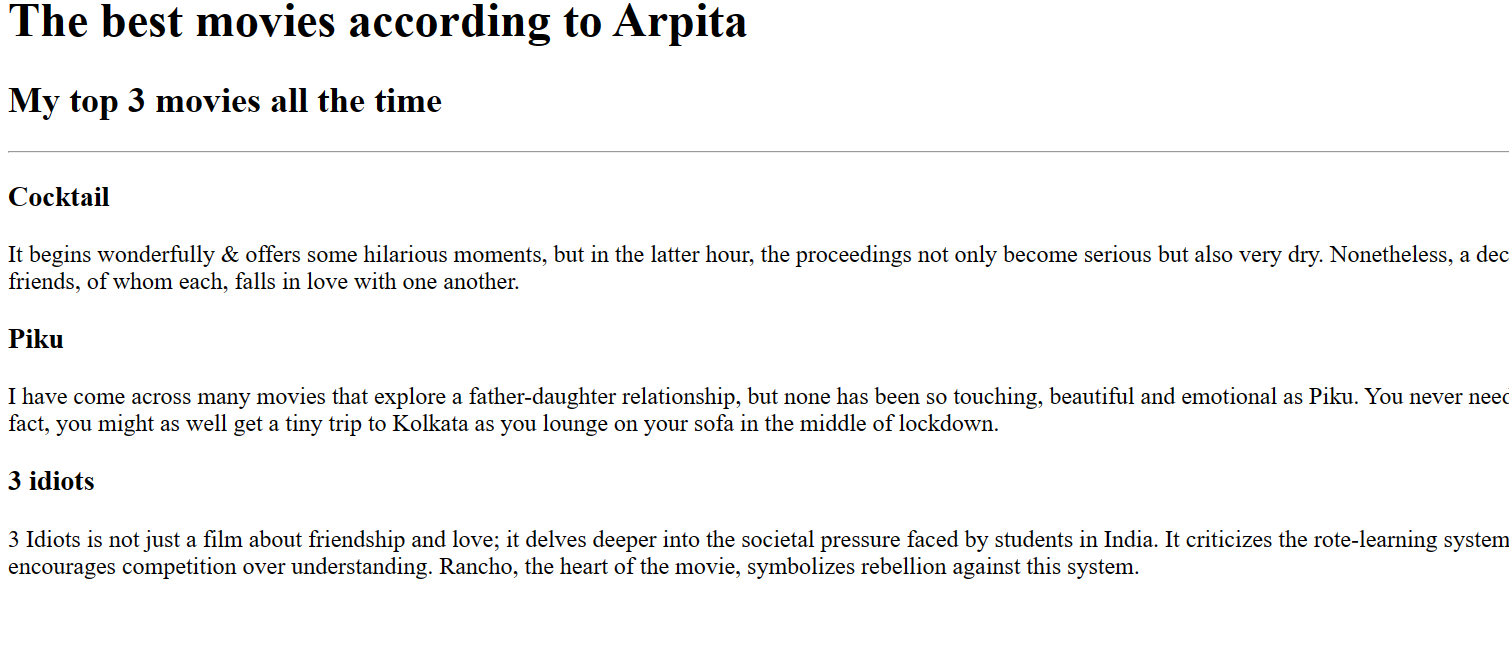 The best movies according to Arpita
My top 3 movies all the time
Cocktail
It begins wonderfully & offers some hilarious moments, but in the latter hour, the proceedings not only become serious but also very dry. Nonetheless, a
friends, of whom each, falls in love with one another.
Piku
I have come across many movies that explore a father-daughter relationship, but none has been so touching, beautiful and emotional as Piku. You never
fact, you might as well get a tiny trip to Kolkata as you lounge on your sofa in the middle of lockdown.
3 idiots
3 Idiots is not just a film about friendship and love; it delves deeper into the societal pressure faced by students in India. It criticizes the rote-learning system
encourages competition over understanding. Rancho, the heart of the movie, symbolizes rebellion against this system.